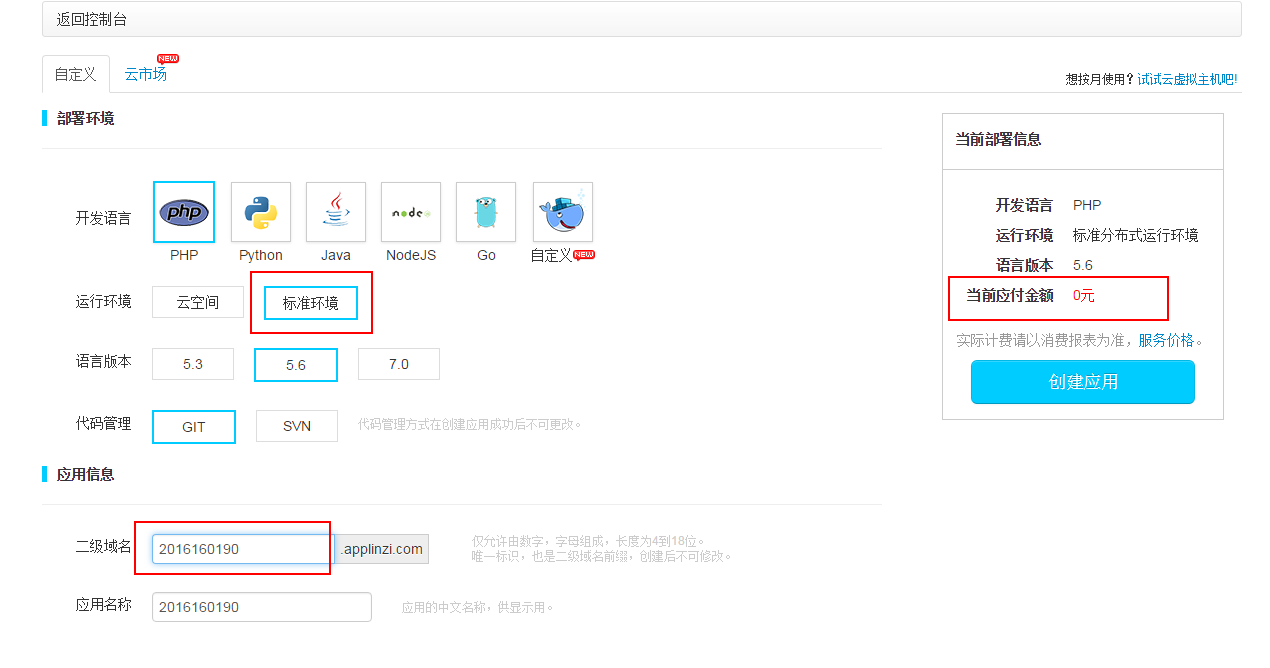 返回控制台
自定义
云市场
NEW
想按月使用？试试云虚拟主机吧!
部署环境
开发语言
php
node
PHP
Python
Java
NodeJS
Go
自定义
NEW
运行环境
云空间
标准环境
语言版本
5.3
5.6
7.0
代码管理
GIT
SVN
代码管理方式在创建应用成功后不可更改。
应用信息
二级域名
2016160190
.applinzi.com
仅允许由数字，字母组成，长度为4到18位。
唯一标识，也是二级域名前缀，创建后不可修改。
应用名称
2016160190
应用的中文名称，供显示用。
当前部署信息
开发语言 PHP
运行环境 标准分布式运行环境
语言版本 5.6
当前应付金额 0元
实际计费请以消费报表为准，服务价格。
创建应用